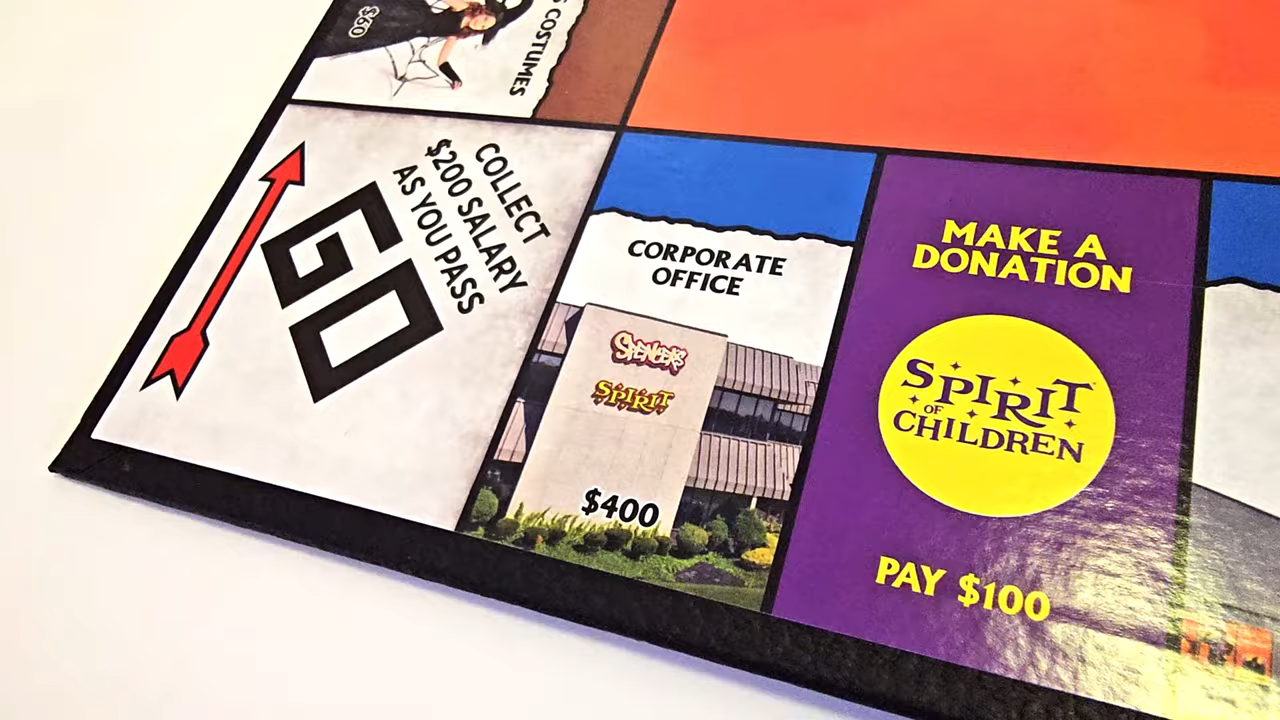 $60
COSTUMES
COLLECT
$200 SALARY
AS YOU PASS
GO
CORPORATE
OFFICE
SPENCER'S
SPIRIT
$400
MAKE A
DONATION
SPIRIT
OF
CHILDREN
PAY $100